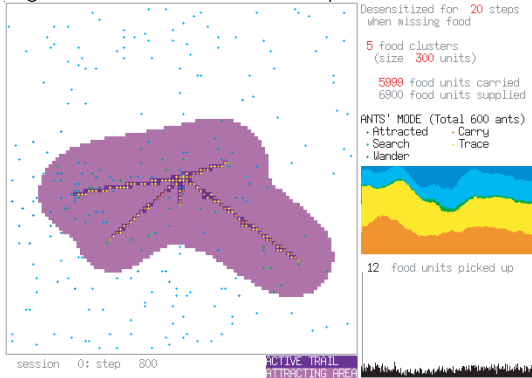 Desensitized for 20 steps
when missing food
5 food clusters
(size 300 units)
5999 food units carried
6900 food units supplied
ANTS' MODE (Total 600 ants)
Attracted Carry
Search Trace
Wander
12 food units picked up
session 0: step 800
ACTIVE TRAIL
ATTRACTING AREA